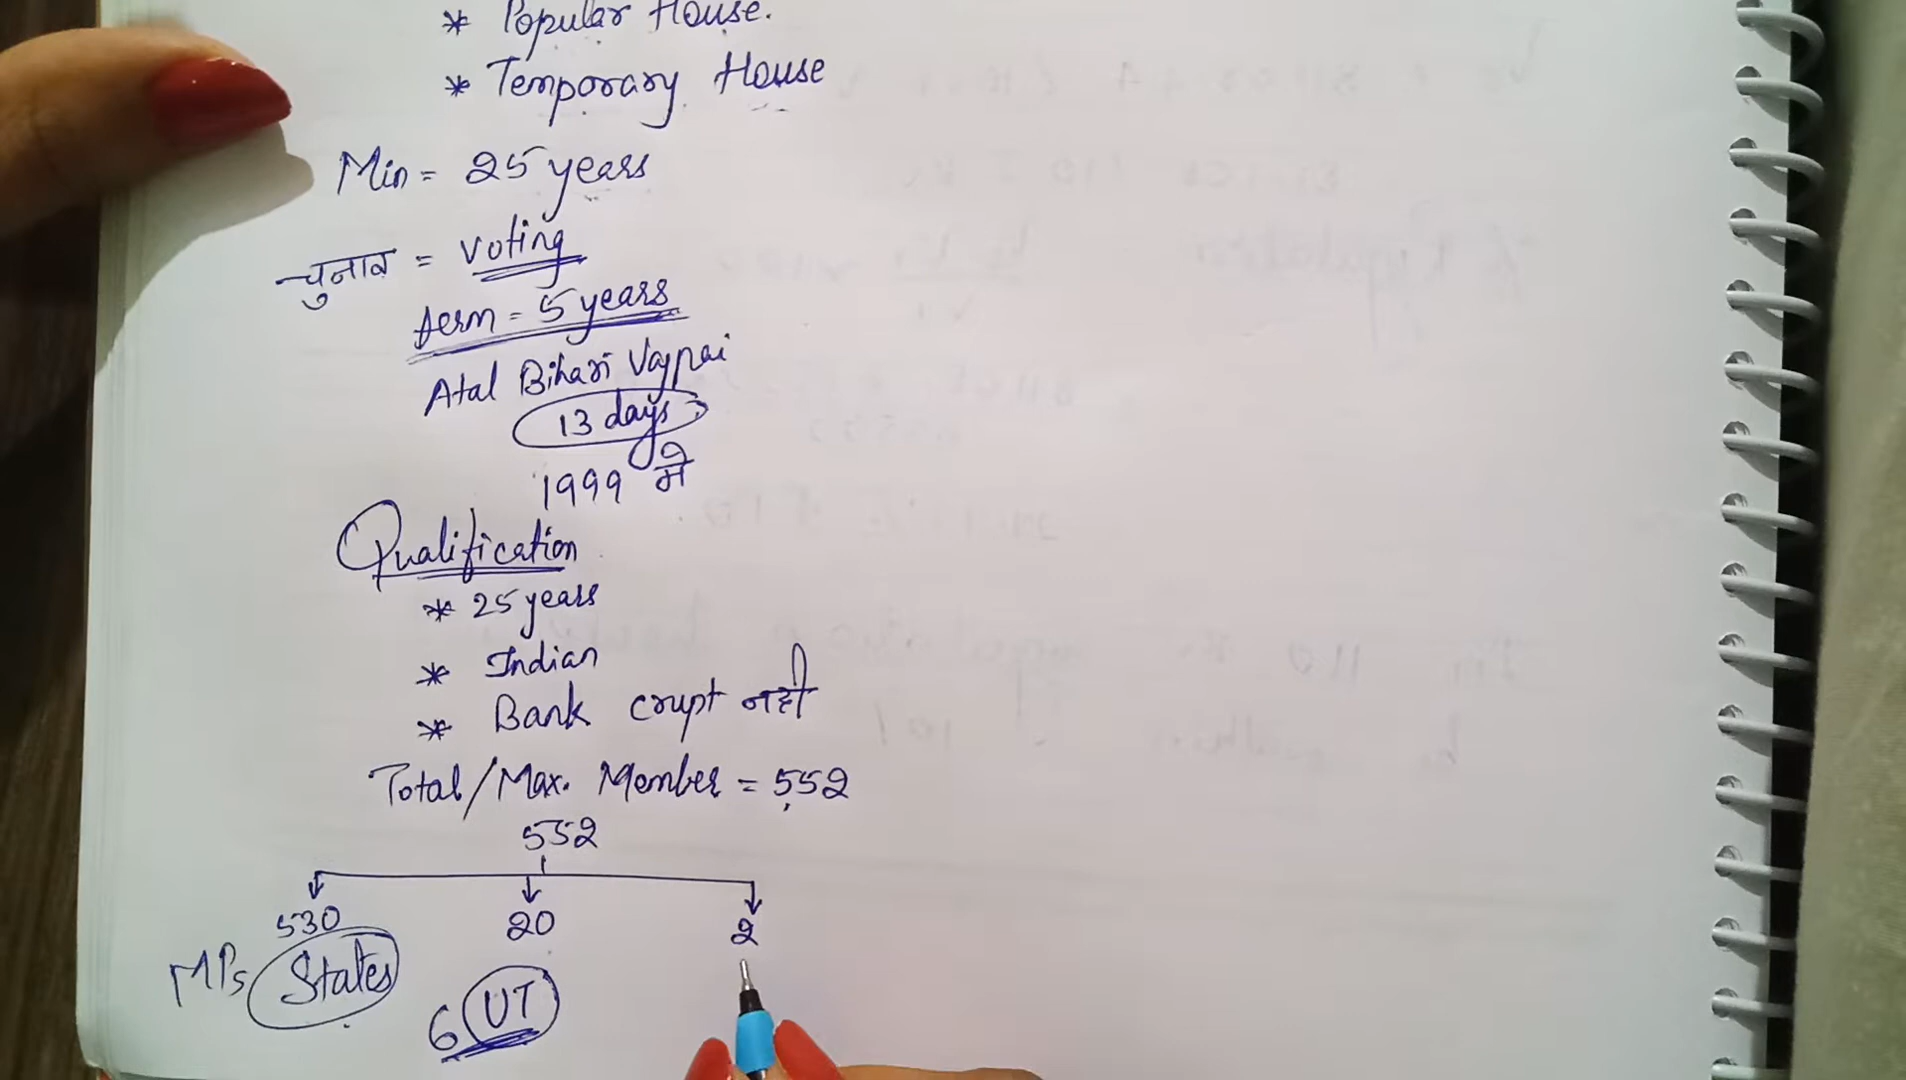 * Popular House.
* Temporary House
Min = 25 years
चुनाव = voting
term = 5 years
Atal Bihari Vajpai
13 days
1999 मे
Qualification
* 25 years
* Indian
* Bank crupt नही
Total/Max. Member = 552
552
530 20 2
MPs States
6 UT